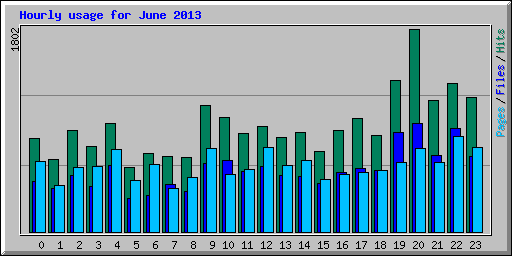 Hourly usage for June 2013
1802
Pages/Files/Hits
0 1 2 3 4 5 6 7 8 9 10 11 12 13 14 15 16 17 18 19 20 21 22 23